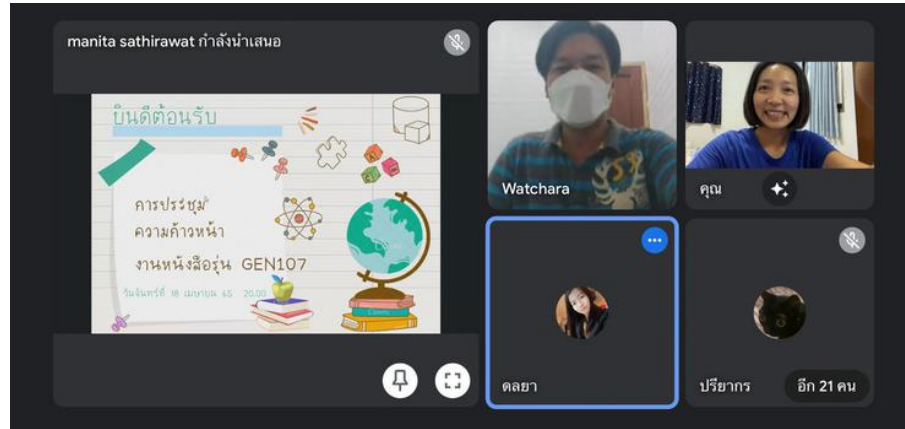 manita sathirawat กำลังนำเสนอ
ยินดีต้อนรับ
การประชุม
ความก้าวหน้า
งานหนังสือรุ่น GEN107
วันจันทร์ที่ 18 เมษายน 65 20.00
Watchara
คุณ
ดลยา
ปรียากร
อีก 21 คน